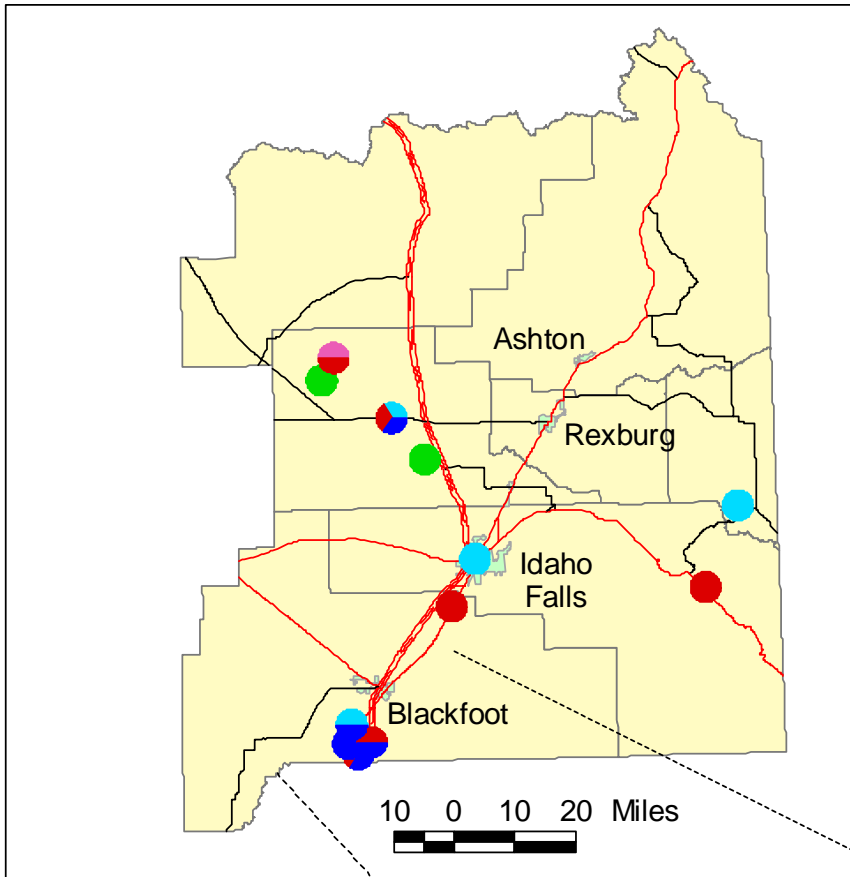 Ashton
Rexburg
Idaho
Falls
Blackfoot
10 0 10 20 Miles